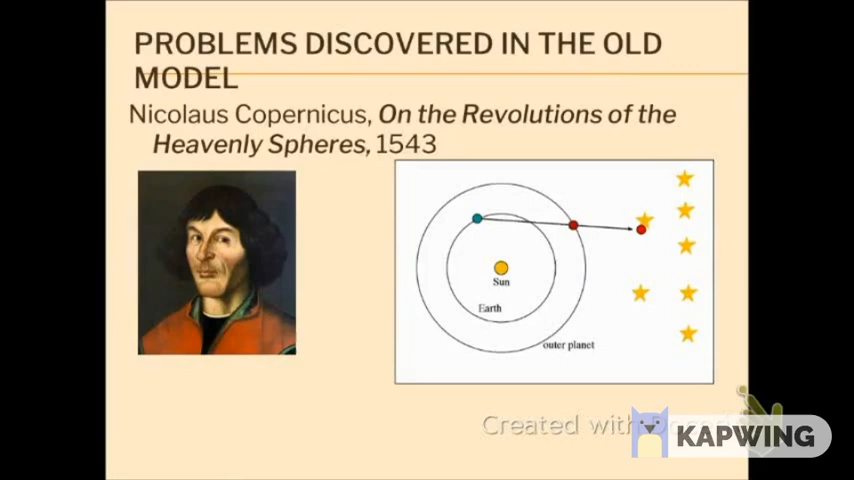 PROBLEMS DISCOVERED IN THE OLD
MODEL
Nicolaus Copernicus, On the Revolutions of the
Heavenly Spheres, 1543
Sun
Earth
outer planet
Created with
KAPWING